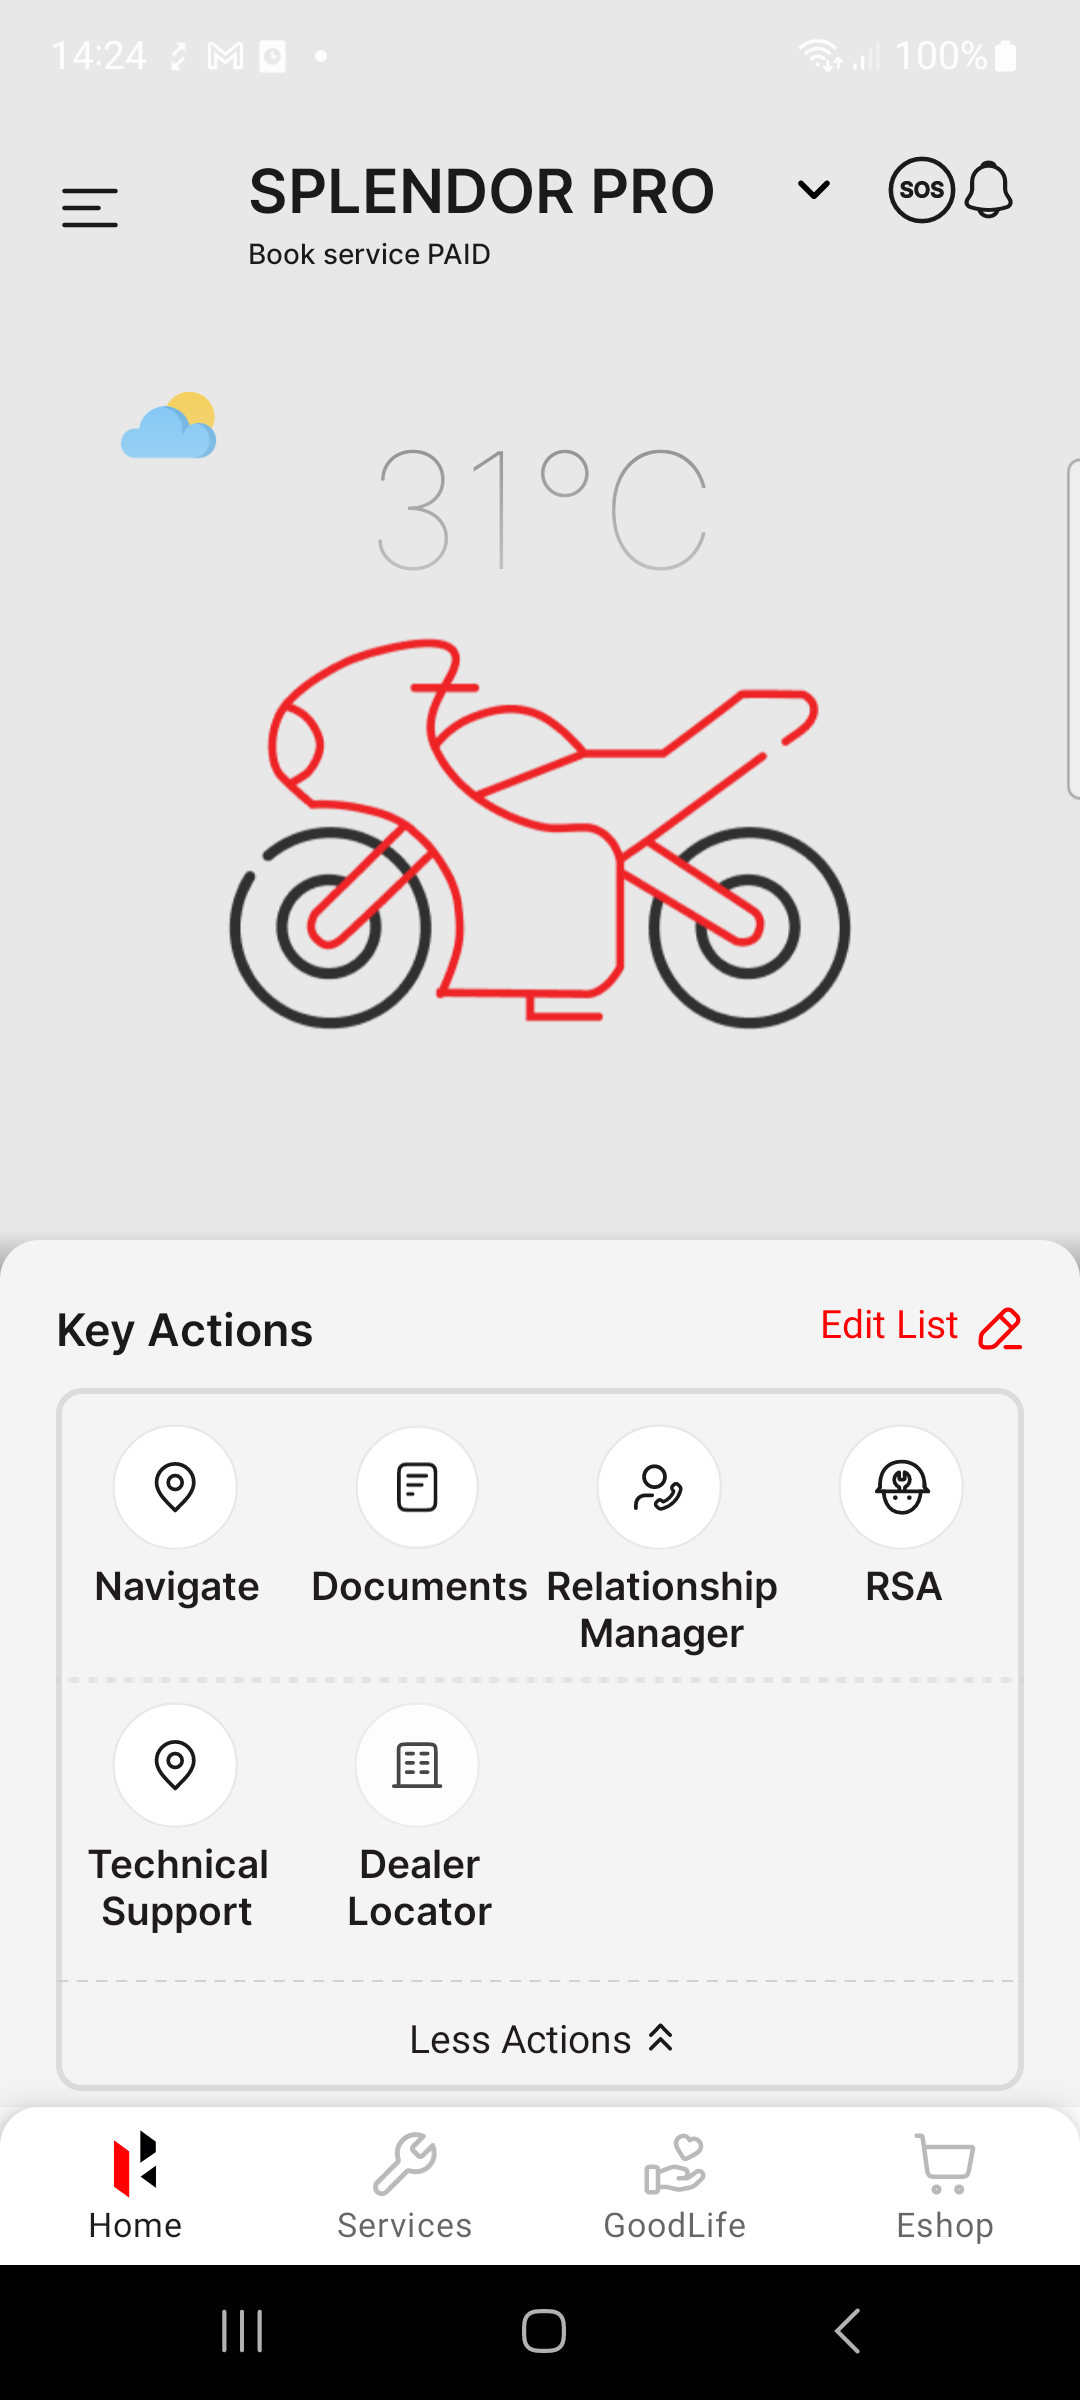 14:24
100%
SPLENDOR PRO
SOS
Book service PAID
31°C
Key Actions
Edit List
Navigate
Documents
Relationship
Manager
RSA
Technical
Support
Dealer
Locator
Less Actions
Home
Services
GoodLife
Eshop